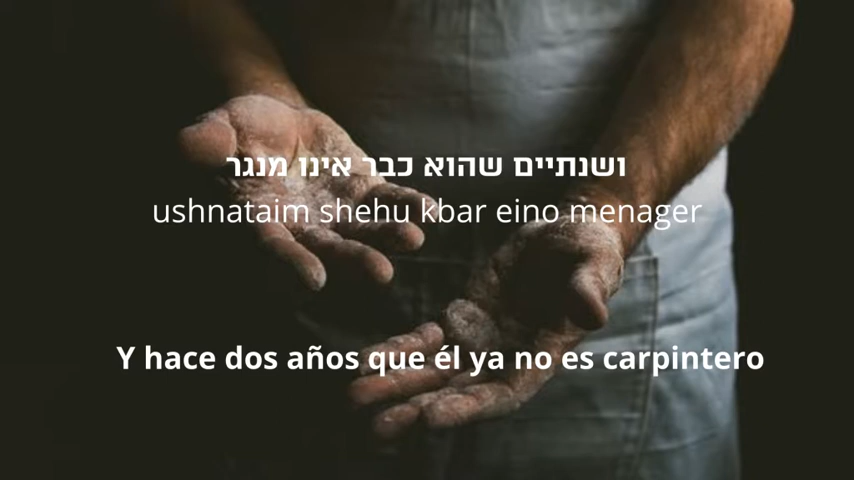 ושנתיים שהוא כבר אינו מנגר
ushnataim shehu kbar eino menager
Y hace dos años que él ya no es carpintero